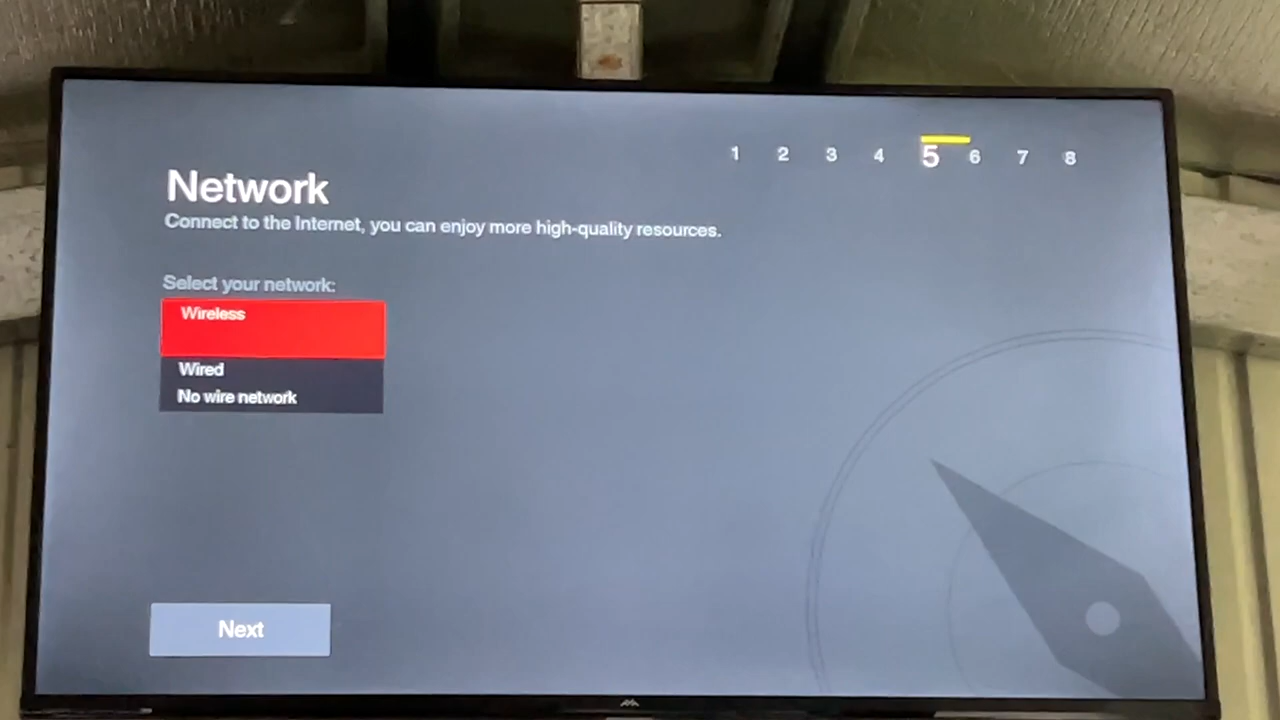 1 2 3 4 5 6 7 8
Network
Connect to the Internet, you can enjoy more high-quality resources.
Select your network:
Wireless
Wired
No wire network
Next